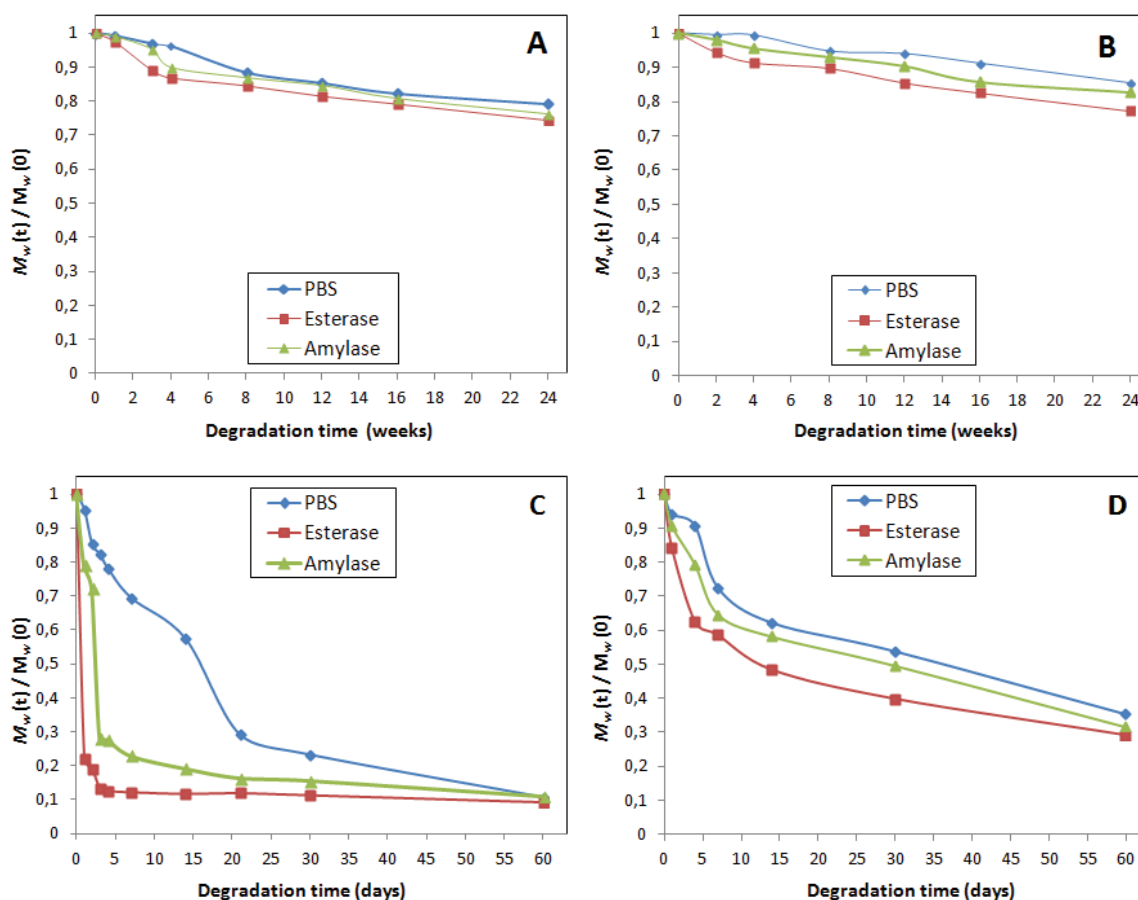 A
M_w (t) / M_w (0)
1
0,9
0,8
0,7
0,6
0,5
0,4
0,3
0,2
0,1
0
PBS
Esterase
Amylase
0 2 4 6 8 10 12 14 16 18 20 22 24
Degradation time (weeks)
B
M_w (t) / M_w (0)
1
0,9
0,8
0,7
0,6
0,5
0,4
0,3
0,2
0,1
0
PBS
Esterase
Amylase
0 2 4 6 8 10 12 14 16 18 20 22 24
Degradation time (weeks)
C
M_w (t) / M_w (0)
1
0,9
0,8
0,7
0,6
0,5
0,4
0,3
0,2
0,1
0
PBS
Esterase
Amylase
0 5 10 15 20 25 30 35 40 45 50 55 60
Degradation time (days)
D
M_w (t) / M_w (0)
1
0,9
0,8
0,7
0,6
0,5
0,4
0,3
0,2
0,1
0
PBS
Esterase
Amylase
0 5 10 15 20 25 30 35 40 45 50 55 60
Degradation time (days)